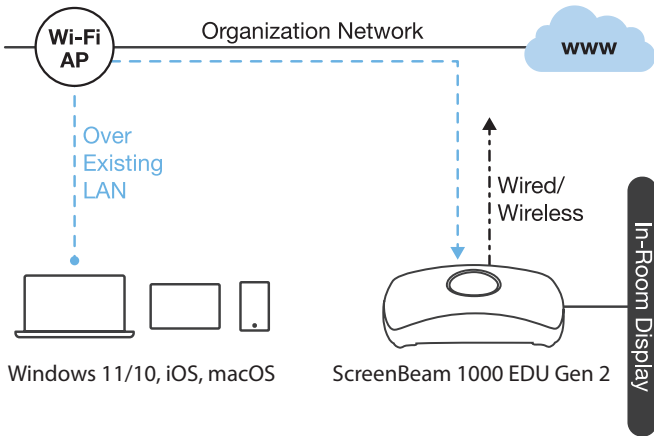 Wi-Fi
AP
Organization Network
www
Over
Existing
LAN
Wired/
Wireless
In-Room Display
Windows 11/10, iOS, macOS
ScreenBeam 1000 EDU Gen 2